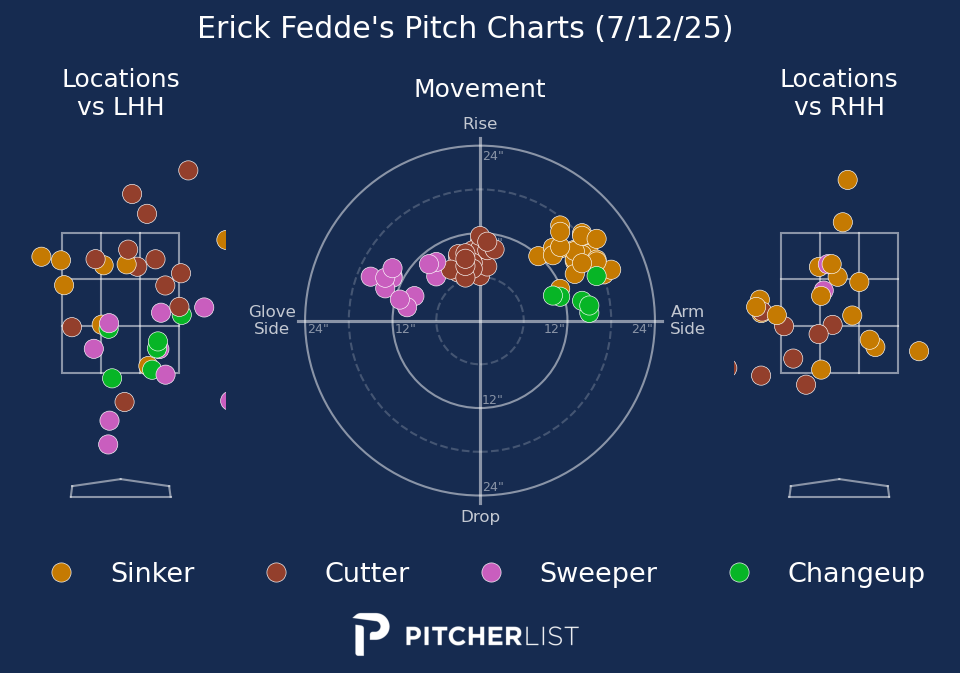 Erick Fedde's Pitch Charts (7/12/25)
Locations
vs LHH
Movement
Locations
vs RHH
Rise
24"
Glove
Side
24"
12"
12"
24"
Arm
Side
12"
24"
Drop
Sinker
Cutter
Sweeper
Changeup
PITCHERLIST